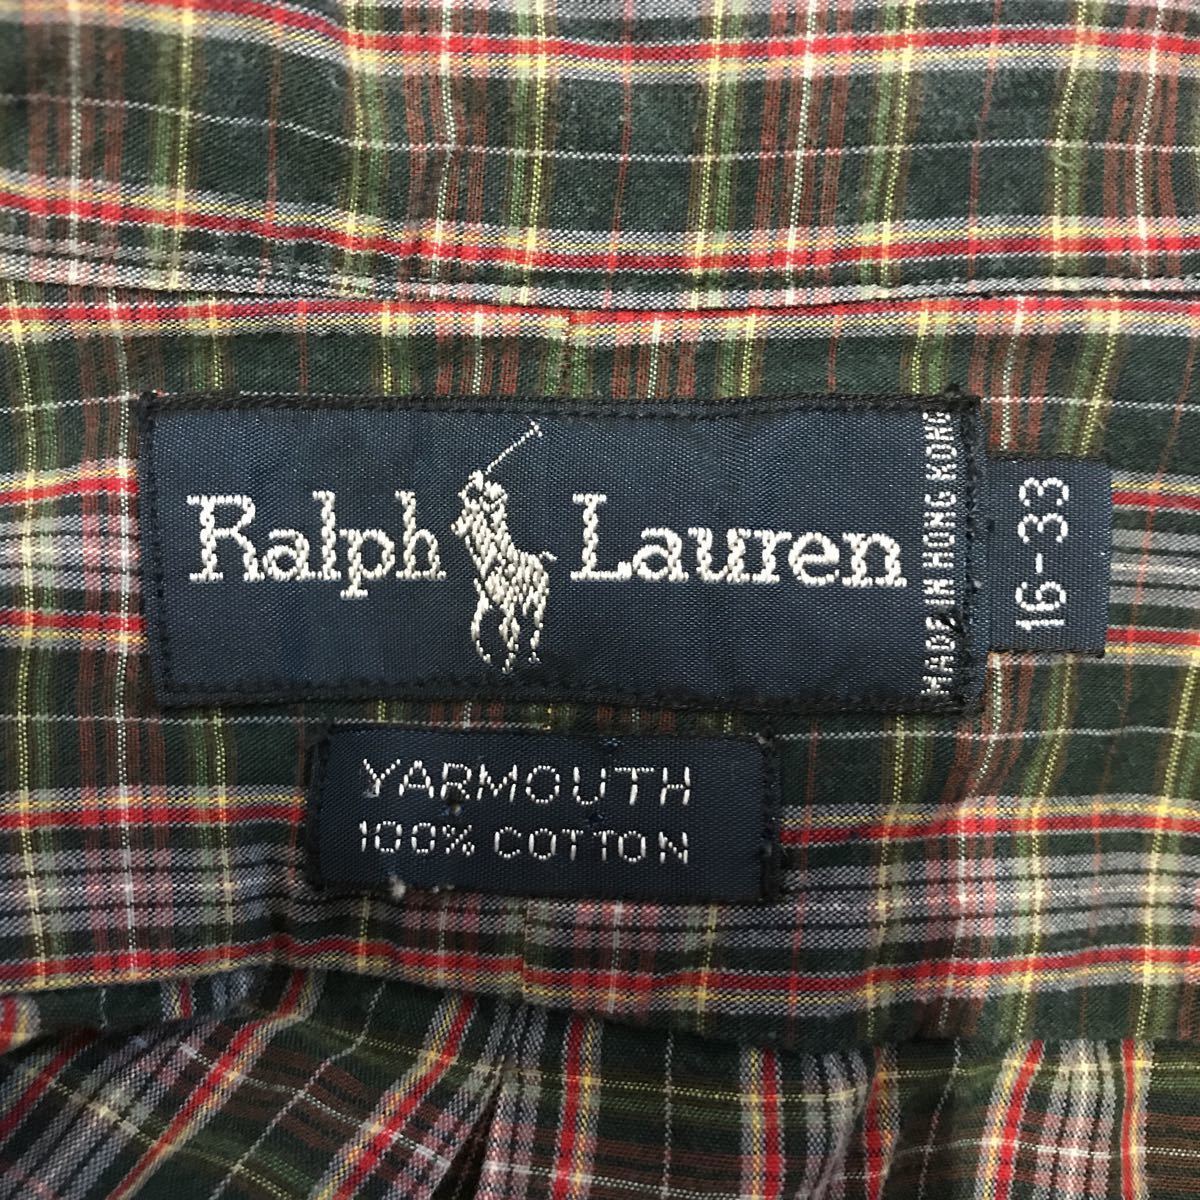 Ralph Lauren
MADE IN HONG KONG
16-33
YARMOUTH
100% COTTON